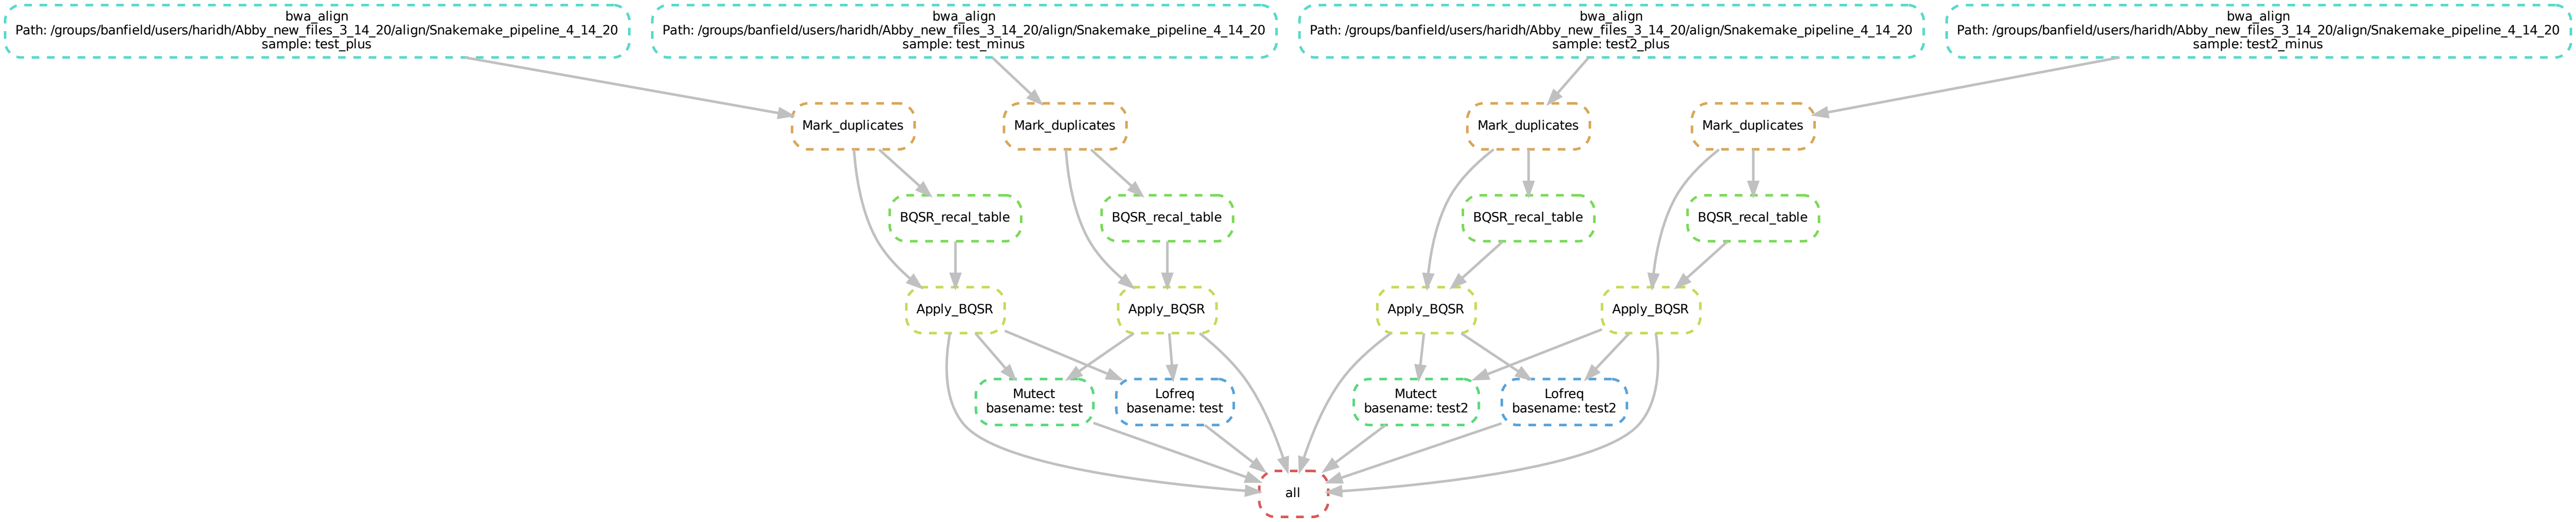 bwa_align
Path: /groups/banfield/users/haridh/Abby_new_files_3_14_20/align/Snakemake_pipeline_4_14_20
sample: test_plus
bwa_align
Path: /groups/banfield/users/haridh/Abby_new_files_3_14_20/align/Snakemake_pipeline_4_14_20
sample: test_minus
bwa_align
Path: /groups/banfield/users/haridh/Abby_new_files_3_14_20/align/Snakemake_pipeline_4_14_20
sample: test2_plus
bwa_align
Path: /groups/banfield/users/haridh/Abby_new_files_3_14_20/align/Snakemake_pipeline_4_14_20
sample: test2_minus
Mark_duplicates
Mark_duplicates
Mark_duplicates
Mark_duplicates
BQSR_recal_table
BQSR_recal_table
BQSR_recal_table
BQSR_recal_table
Apply_BQSR
Apply_BQSR
Apply_BQSR
Apply_BQSR
Mutect
basename: test
Lofreq
basename: test
Mutect
basename: test2
Lofreq
basename: test2
all